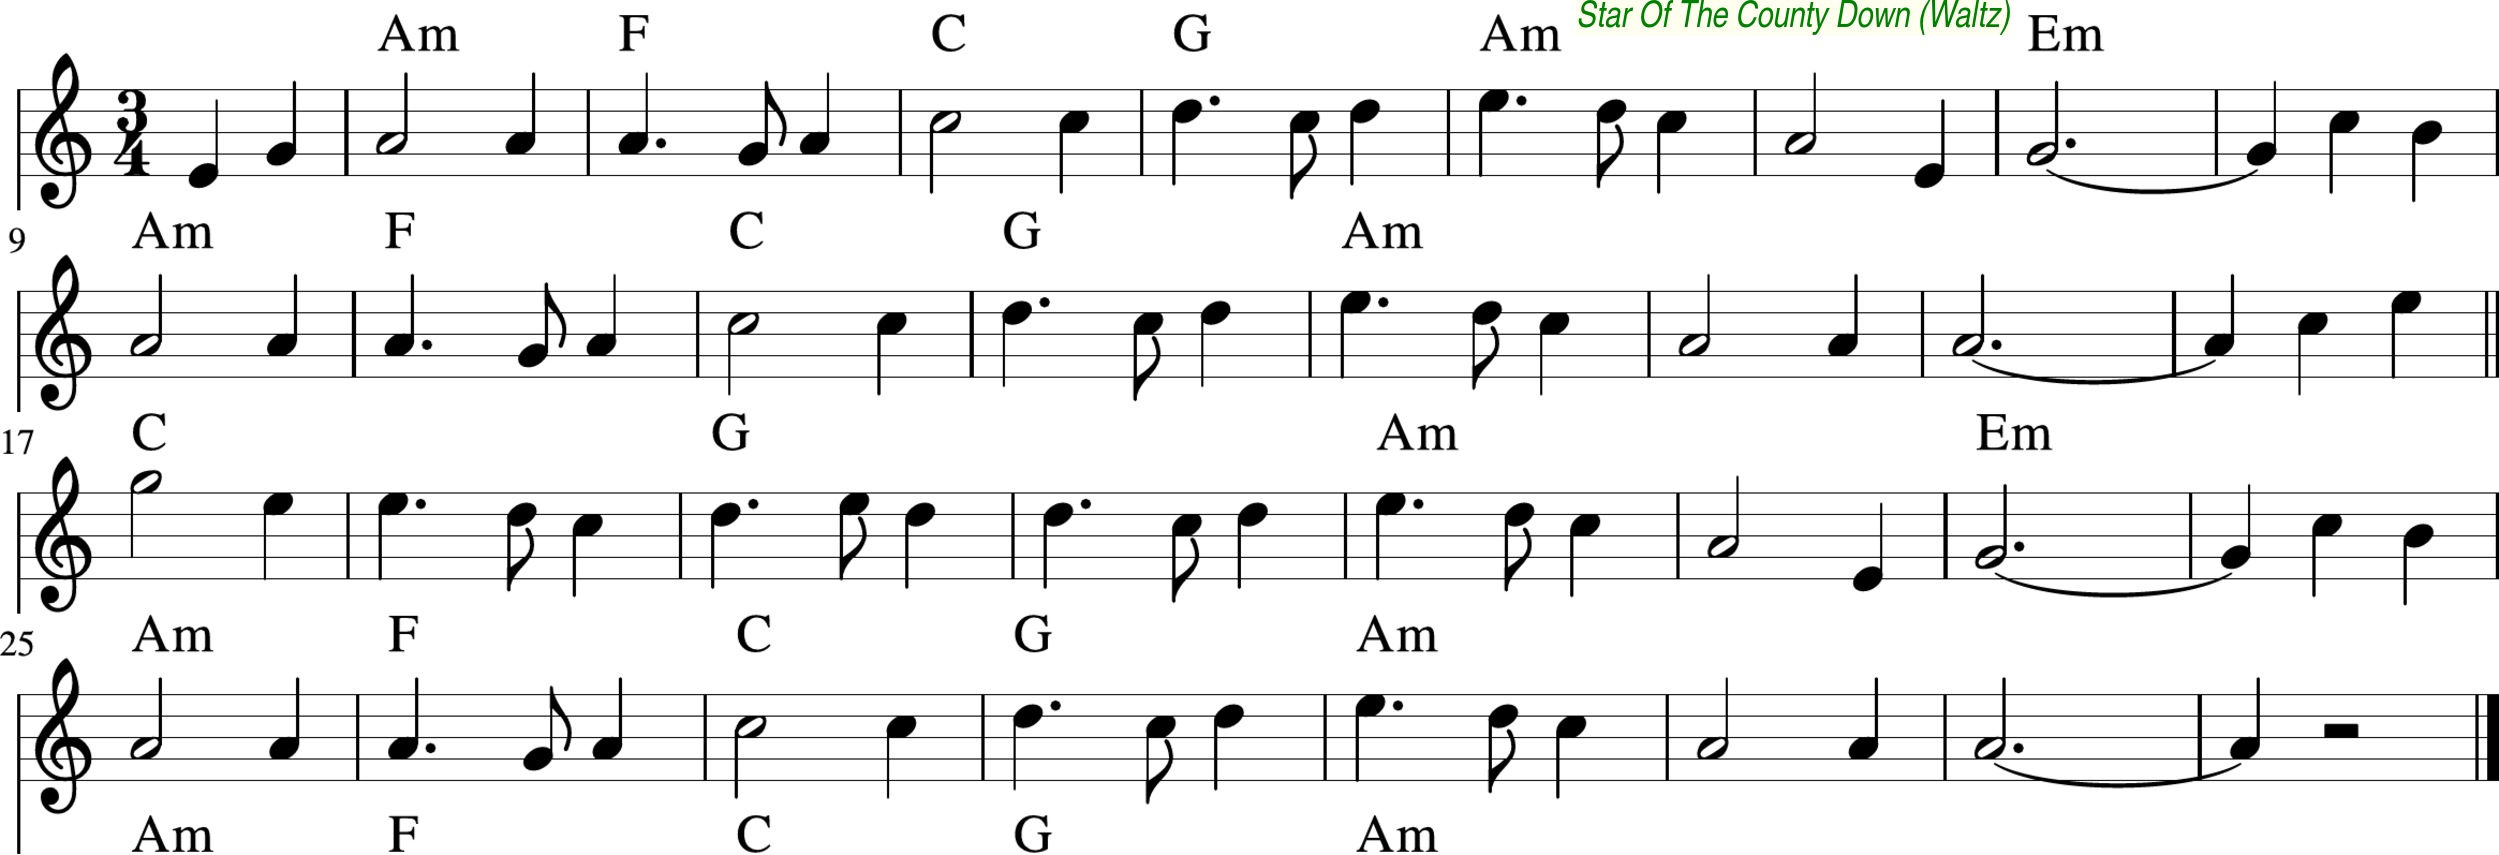 Star Of The County Down (Waltz)
Am F C G Am Em
3
4
9 Am F C G Am
17 C G Am Em
25 Am F C G Am
Am F C G Am